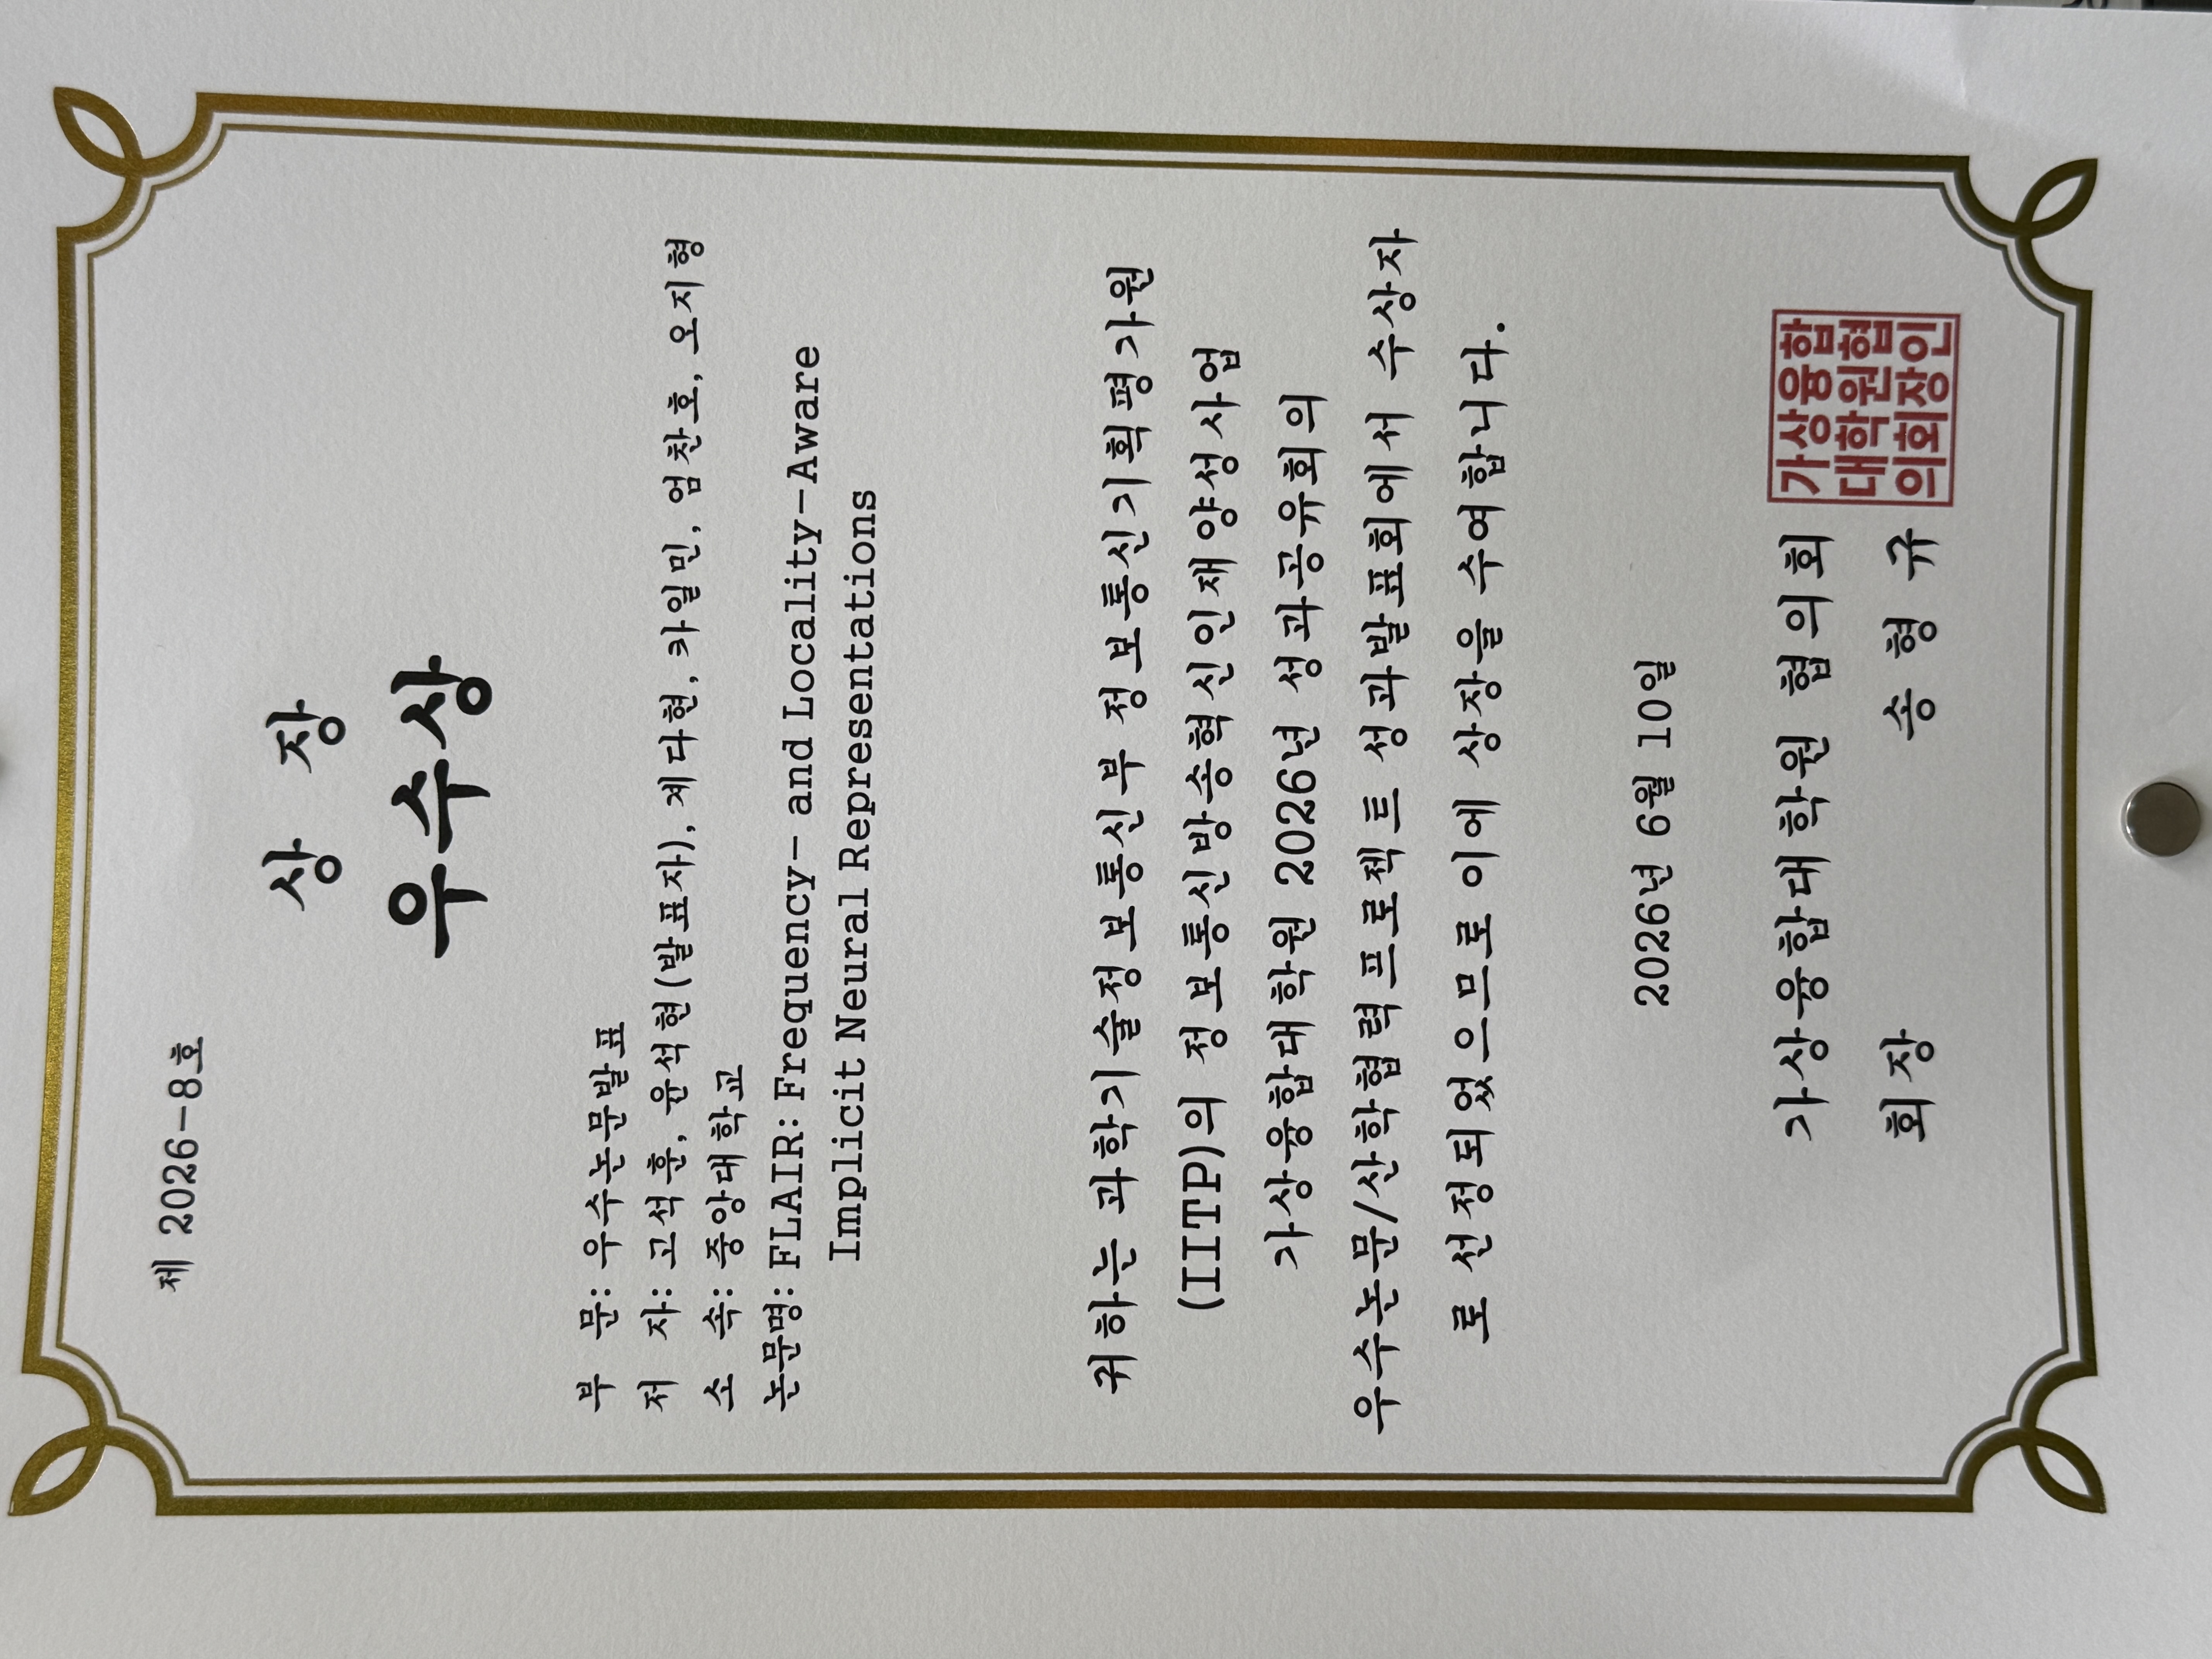 제 2026-8호
상 장
우수상
부 문: 우수논문발표
저 자: 고석훈, 윤석현(발표자), 계다현, 카일민, 엄찬호, 오지형
소 속: 중앙대학교
논문명: FLAIR: Frequency- and Locality-Aware
Implicit Neural Representations
귀하는 과학기술정보통신부 정보통신기획평가원
(IITP)의 정보통신방송혁신인재양성사업
가상융합대학원 2026년 성과공유회의
우수논문/산학협력프로젝트 성과발표회에서 수상자
로 선정되었으므로 이에 상장을 수여합니다.
2026년 6월 10일
가상융합대학원 협의회
회장 송 형 규
가상융합
대학원협
의회장인